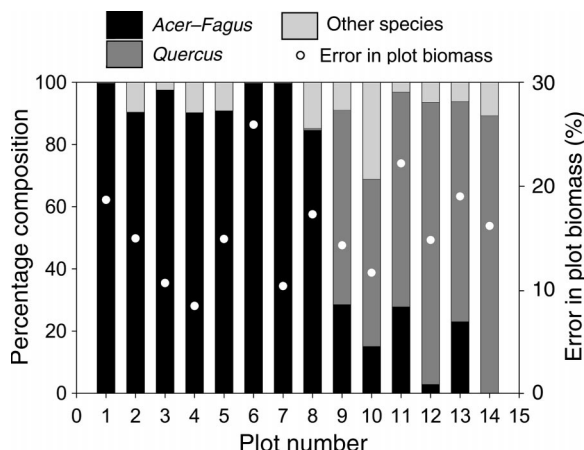 Acer–Fagus
Other species
Quercus
Error in plot biomass
100
80
60
40
20
0
Percentage composition
30
20
10
0
Error in plot biomass (%)
0 1 2 3 4 5 6 7 8 9 10 11 12 13 14 15
Plot number